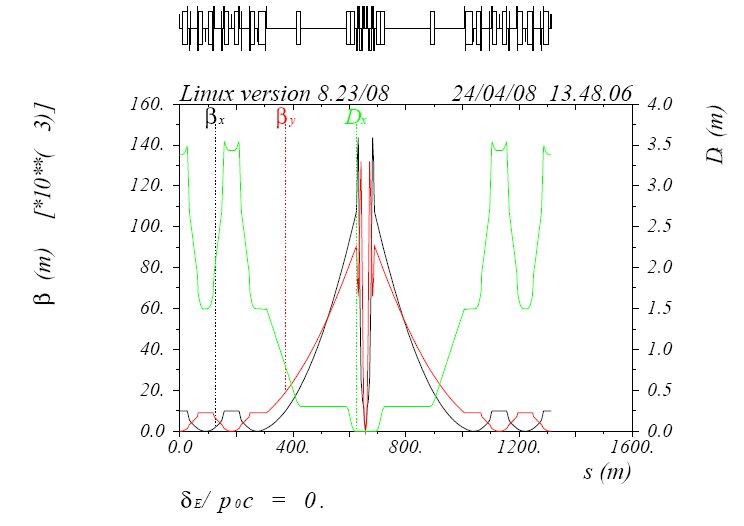 Linux version 8.23/08 24/04/08 13.48.06
βx βy Dx
β (m) [*10**( 3)]
160.
140.
120.
100.
80.
60.
40.
20.
0.0
4.0
3.5
3.0
2.5
2.0
1.5
1.0
0.5
0.0
Dx (m)
0.0 400. 800. 1200. 1600.
s (m)
δE/ p0c = 0.